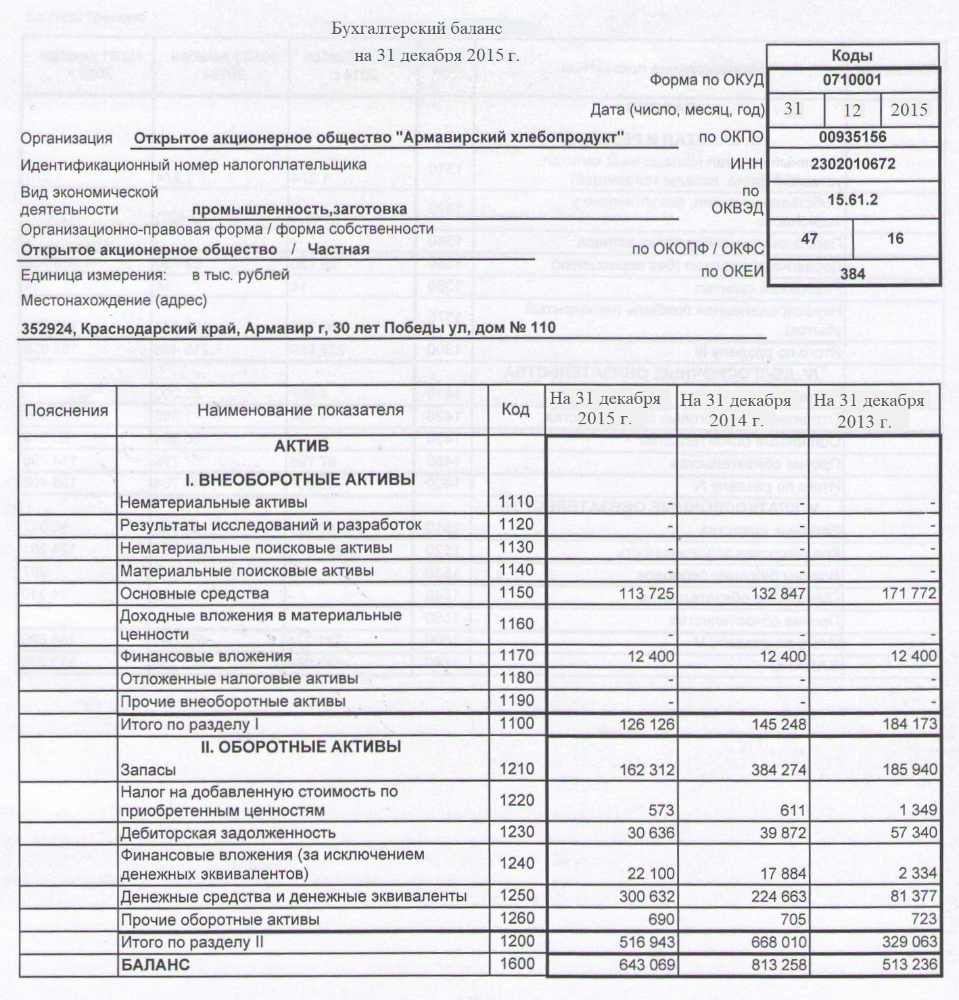 Бухгалтерский баланс
на 31 декабря 2015 г.
Коды
Форма по ОКУД 0710001
Дата (число, месяц, год) 31 12 2015
Организация Открытое акционерное общество "Армавирский хлебопродукт" по ОКПО 00935156
Идентификационный номер налогоплательщика ИНН 2302010672
Вид экономической
деятельности промышленность,заготовка
по
ОКВЭД 15.61.2
Организационно-правовая форма / форма собственности
Открытое акционерное общество / Частная по ОКОПФ / ОКФС 47 16
Единица измерения: в тыс. рублей по ОКЕИ 384
Местонахождение (адрес)
352924, Краснодарский край, Армавир г, 30 лет Победы ул, дом № 110
Пояснения Наименование показателя Код На 31 декабря 2015 г. На 31 декабря 2014 г. На 31 декабря 2013 г.
АКТИВ
I. ВНЕОБОРОТНЫЕ АКТИВЫ
Нематериальные активы 1110 - - -
Результаты исследований и разработок 1120 - - -
Нематериальные поисковые активы 1130 - - -
Материальные поисковые активы 1140 - - -
Основные средства 1150 113 725 132 847 171 772
Доходные вложения в материальные
ценности 1160 - - -
Финансовые вложения 1170 12 400 12 400 12 400
Отложенные налоговые активы 1180 - - -
Прочие внеоборотные активы 1190 - - -
Итого по разделу I 1100 126 126 145 248 184 173
II. ОБОРОТНЫЕ АКТИВЫ
Запасы 1210 162 312 384 274 185 940
Налог на добавленную стоимость по
приобретенным ценностям 1220 573 611 1 349
Дебиторская задолженность 1230 30 636 39 872 57 340
Финансовые вложения (за исключением
денежных эквивалентов) 1240 22 100 17 884 2 334
Денежные средства и денежные эквиваленты 1250 300 632 224 663 81 377
Прочие оборотные активы 1260 690 705 723
Итого по разделу II 1200 516 943 668 010 329 063
БАЛАНС 1600 643 069 813 258 513 236